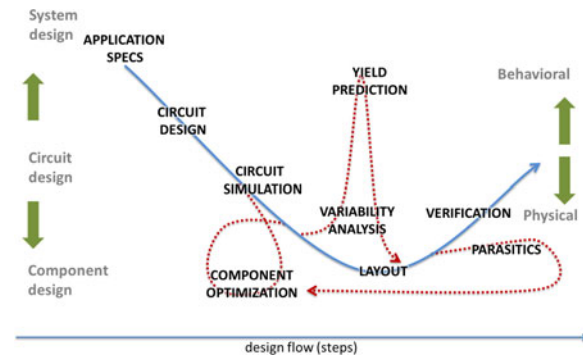 System
design
APPLICATION
SPECS
YIELD
PREDICTION
Behavioral
CIRCUIT
DESIGN
Circuit
design
CIRCUIT
SIMULATION
VARIABILITY
ANALYSIS
VERIFICATION
Physical
PARASITICS
Component
design
COMPONENT
OPTIMIZATION
LAYOUT
design flow (steps)